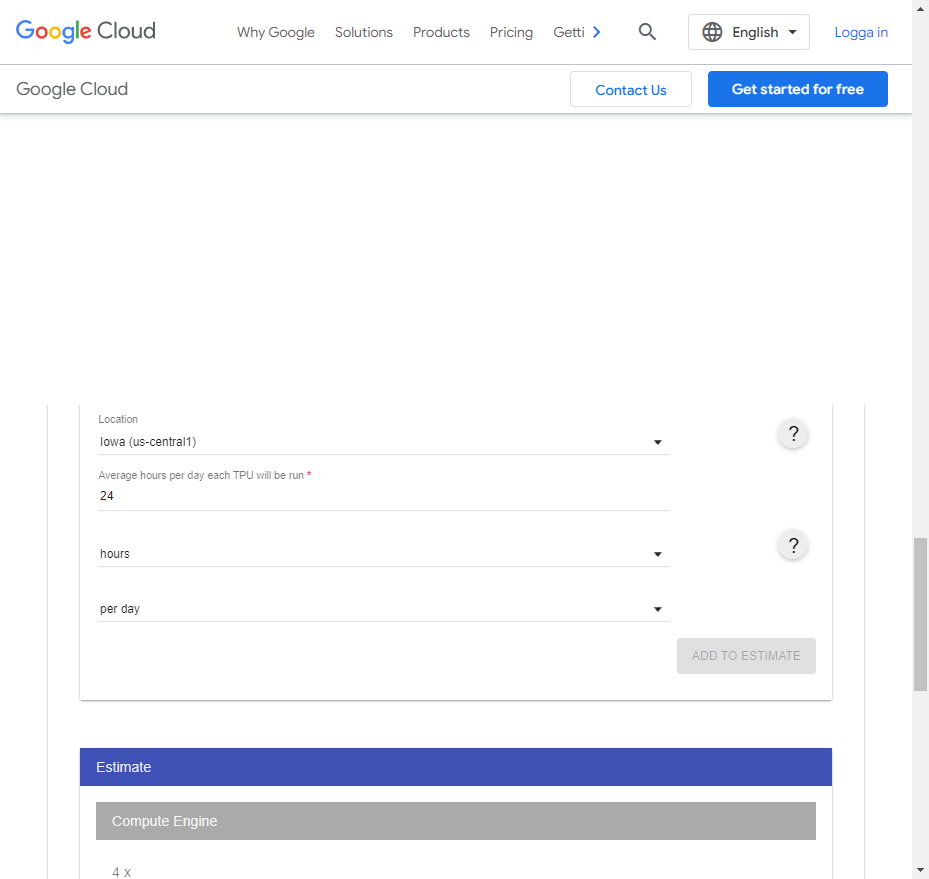 Google Cloud
Why Google
Solutions
Products
Pricing
Getti
English
Logga in
Google Cloud
Contact Us
Get started for free
Location
Iowa (us-central1)
?
Average hours per day each TPU will be run *
24
hours
?
per day
ADD TO ESTIMATE
Estimate
Compute Engine
4 x